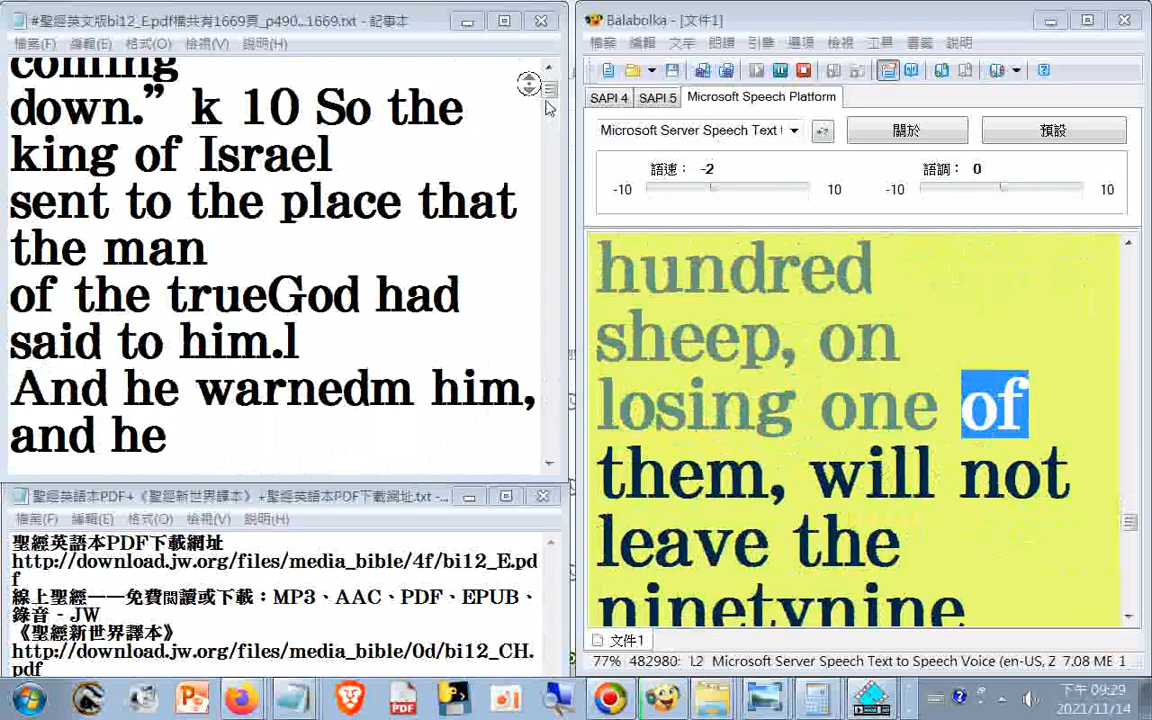 #聖經英文版bi12_E.pdf檔共有1669頁_p490...1669.txt - 記事本
檔案(F) 編輯(E) 格式(O) 檢視(V) 說明(H)
coming
down.” k 10 So the
king of Israel
sent to the place that
the man
of the trueGod had
said to him.l
And he warnedm him,
and he
聖經英語本PDF+《聖經新世界譯本》+聖經英語本PDF下載網址.txt - ...
檔案(F) 編輯(E) 格式(O) 檢視(V) 說明(H)
聖經英語本PDF下載網址
http://download.jw.org/files/media_bible/4f/bi12_E.pd
f
線上聖經——免費閱讀或下載：MP3、AAC、PDF、EPUB、
錄音 - JW
《聖經新世界譯本》
http://download.jw.org/files/media_bible/0d/bi12_CH.
pdf
Balabolka - [文件1]
檔案 編輯 文字 朗讀 引擎 選項 檢視 工具 書籤 說明
SAPI 4 SAPI 5 Microsoft Speech Platform
Microsoft Server Speech Text 關於 預設
語速： -2 語調： 0
-10 10 -10 10
hundred
sheep, on
losing one of
them, will not
leave the
ninetynine
文件1
77% 482980: L2 Microsoft Server Speech Text to Speech Voice (en-US, Z 7.08 MB 1
PDF
下午 09:29
2021/11/14